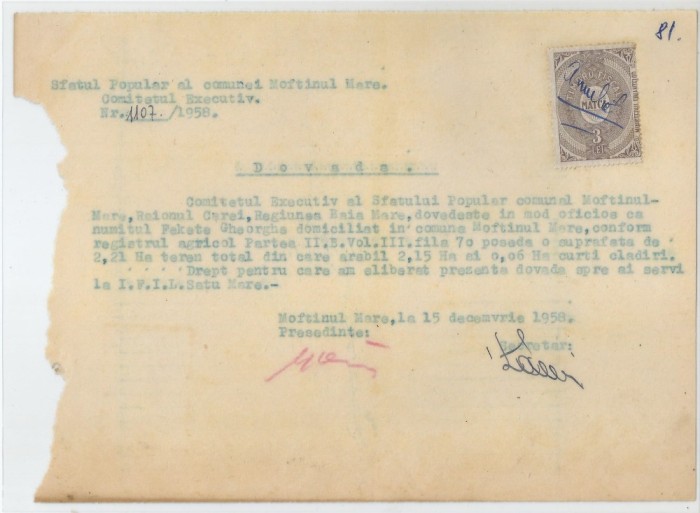 81.
Sfatul Popular al comunei Moftinul Mare.
Comitetul Executiv.
Nr. 1107./1958.
3
LEI
D o v a d a .
Comitetul Executiv al Sfatului Popular comunal Moftinul-
Mare, Raionul Carei, Regiunea Baia Mare, dovedeste in mod oficios ca
numitul Fekete Gheorghe domiciliat in comuna Moftinul Mare, conform
registrul agricol Partea II.B.Vol.III.fila 7o poseda o suprafata de
2,21 Ha teren total din care arabil 2,15 Ha si o,o6 Ha curti cladiri.
Drept pentru care am eliberat prezenta dovada spre ai servi
la I.F.I.L. Satu Mare.-
Moftinul Mare, la 15 decemvrie 1958.
Presedinte:
Secretar: